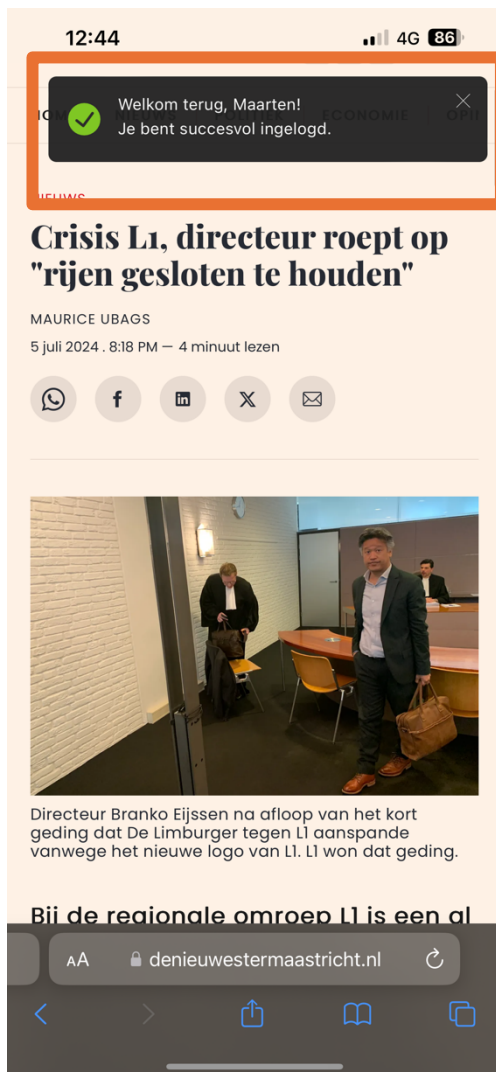 12:44
4G 86
Welkom terug, Maarten!
Je bent succesvol ingelogd.
NIEUWS
Crisis L1, directeur roept op
"rijen gesloten te houden"
MAURICE UBAGS
5 juli 2024 . 8:18 PM — 4 minuut lezen
Directeur Branko Eijssen na afloop van het kort
geding dat De Limburger tegen L1 aanspande
vanwege het nieuwe logo van L1. L1 won dat geding.
Bij de regionale omroep L1 is een al
AA denieuwestermaastricht.nl